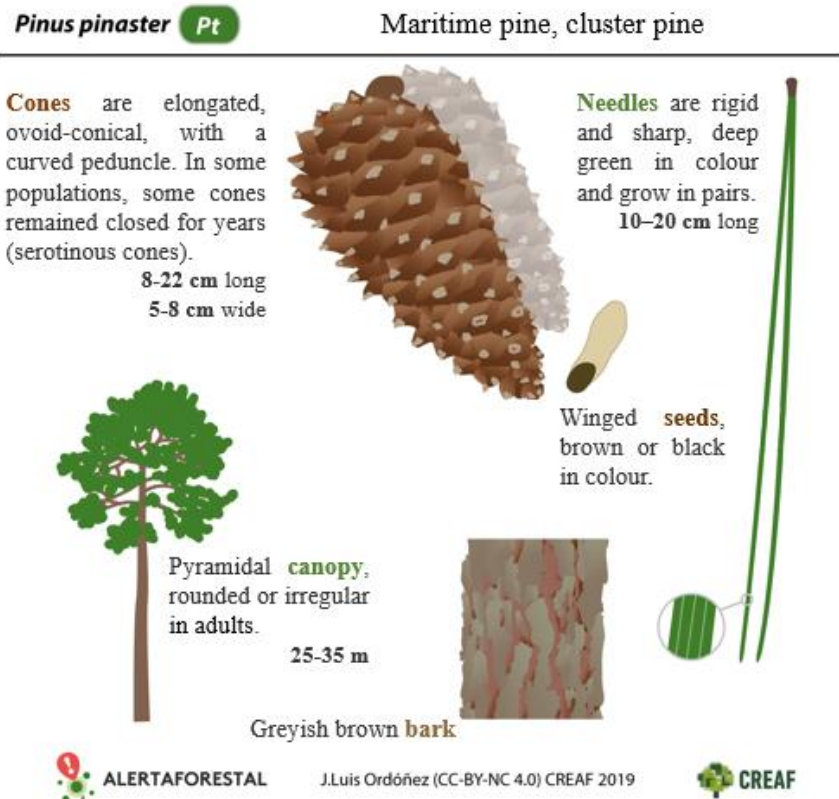 Pinus pinaster Pt
Maritime pine, cluster pine
Cones are elongated,
ovoid-conical, with a
curved peduncle. In some
populations, some cones
remained closed for years
(serotinous cones).
8-22 cm long
5-8 cm wide
Needles are rigid
and sharp, deep
green in colour
and grow in pairs.
10–20 cm long
Winged seeds,
brown or black
in colour.
Pyramidal canopy,
rounded or irregular
in adults.
25-35 m
Greyish brown bark
ALERTAFORESTAL
J.Luis Ordóñez (CC-BY-NC 4.0) CREAF 2019
CREAF